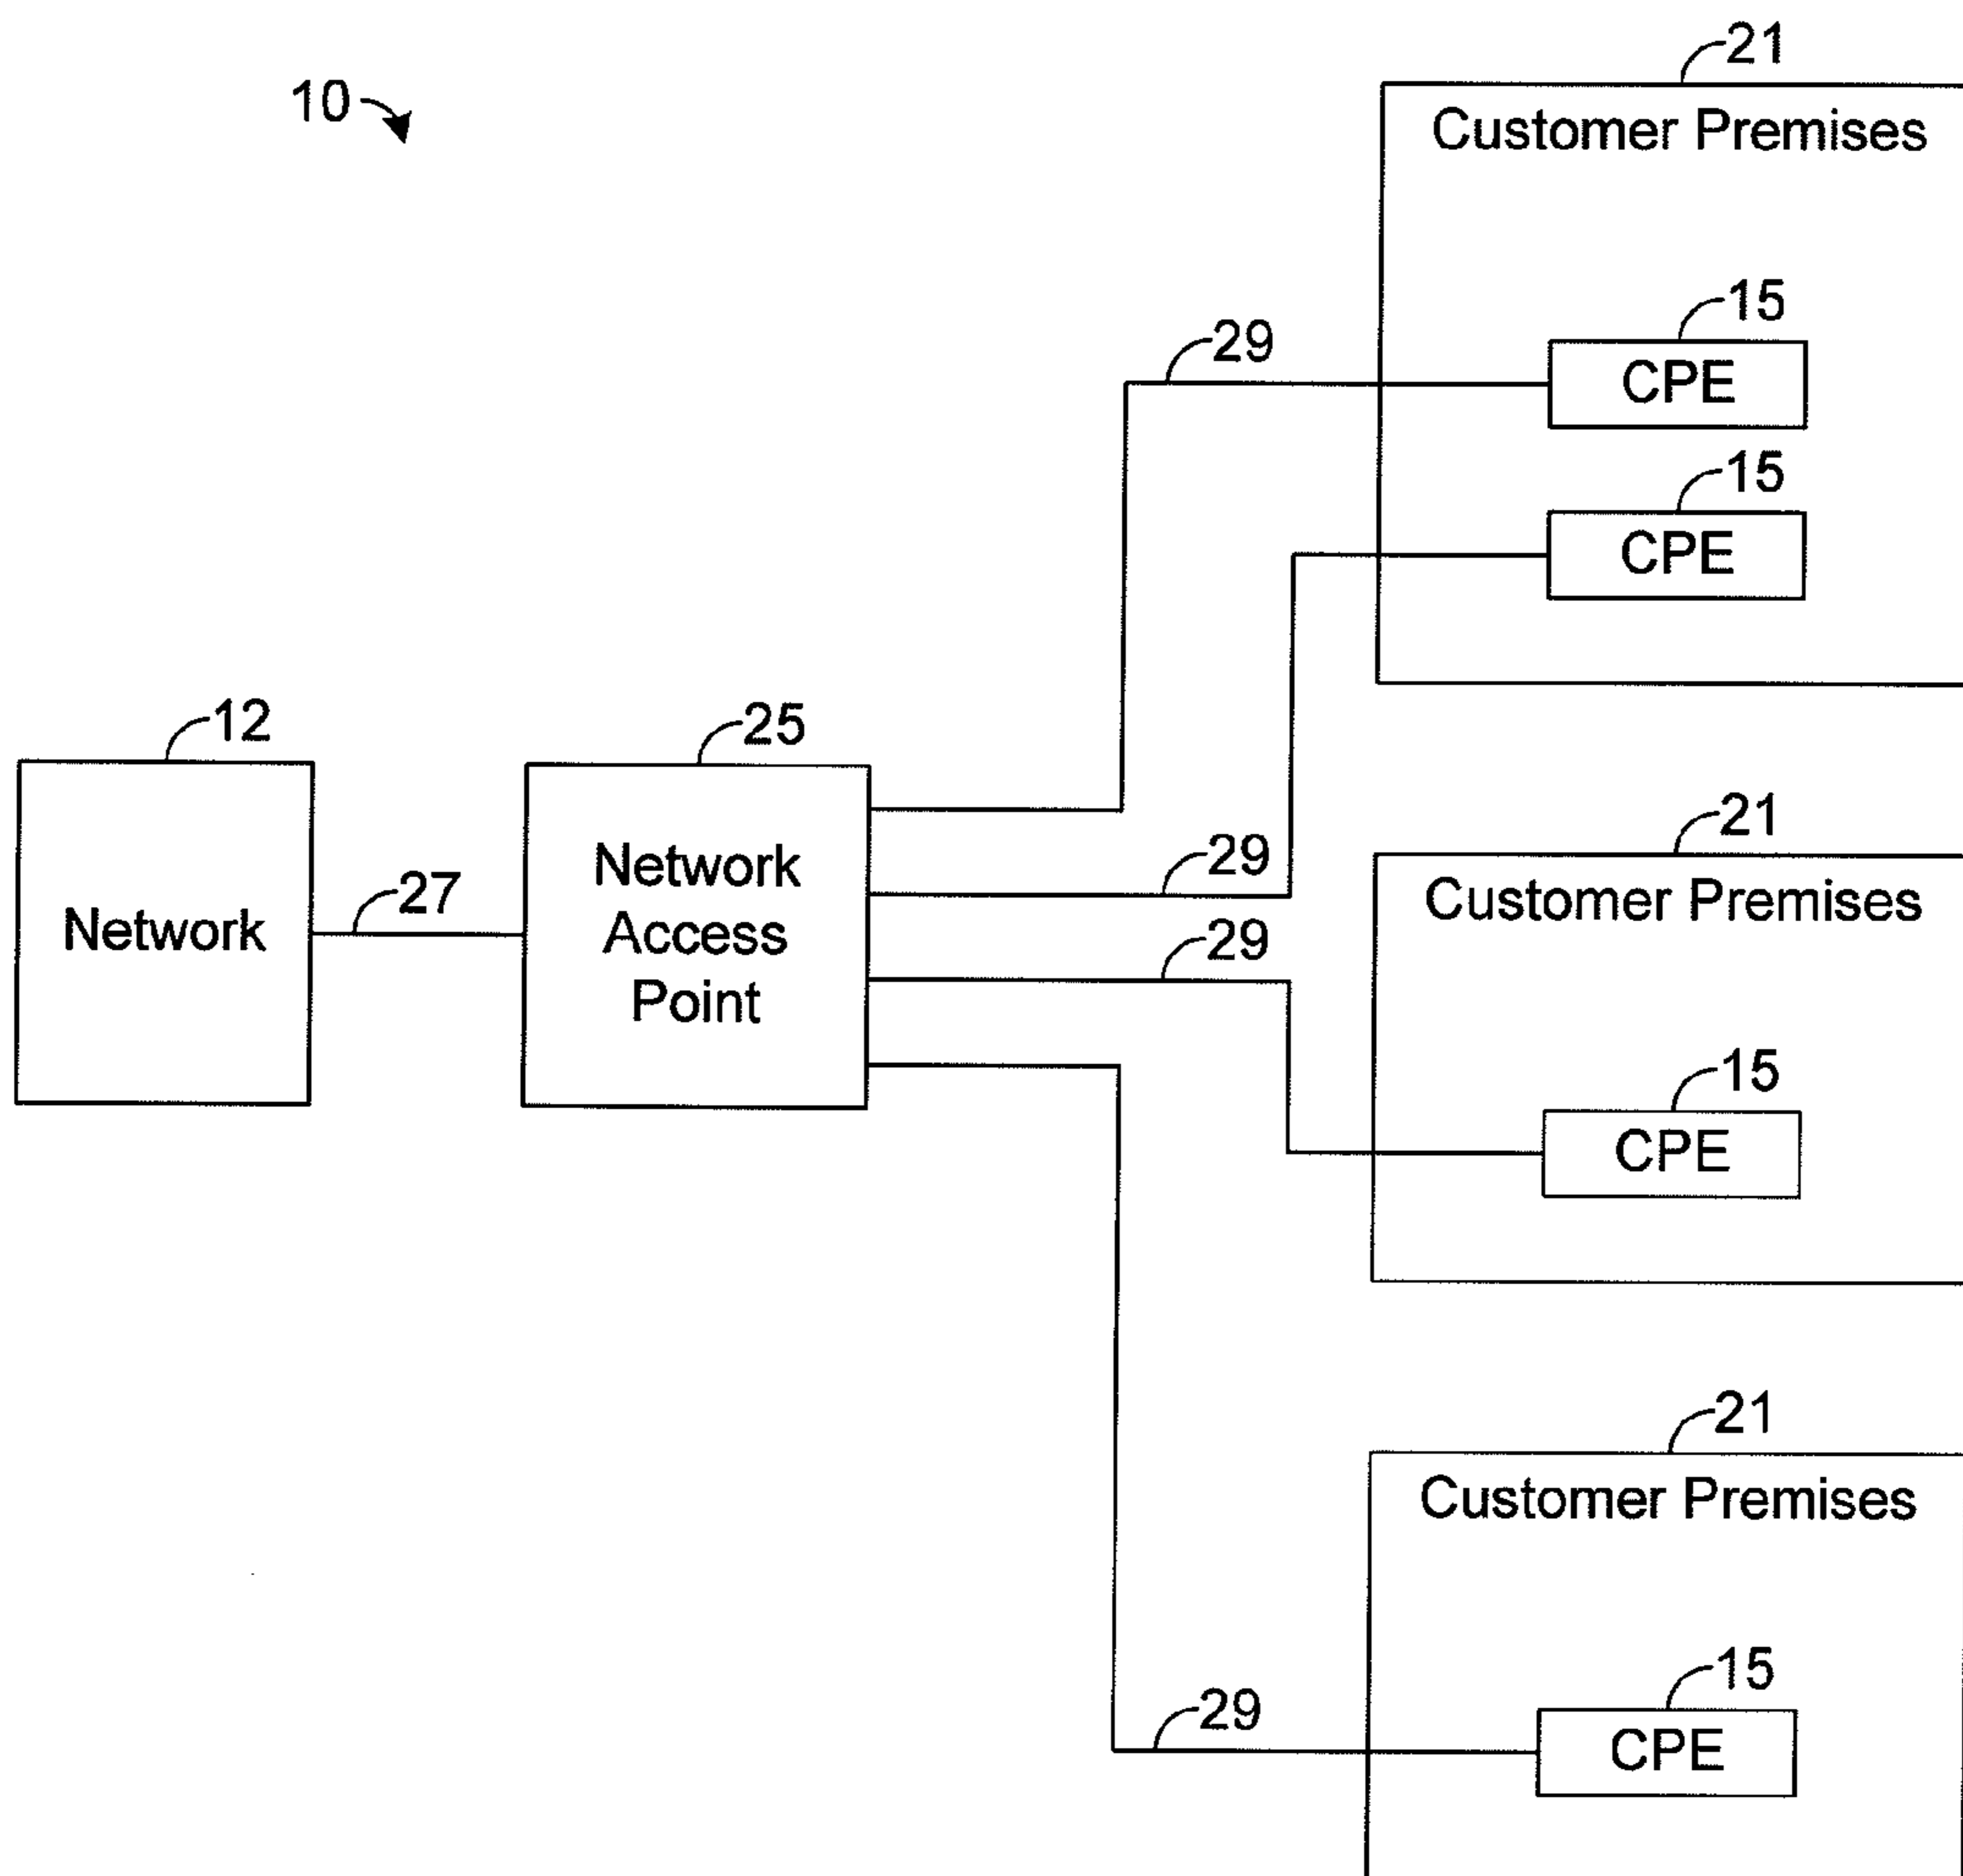 21
10
Customer Premises
15
29
CPE
15
CPE
12
25
21
29
Network
Access
Point
27
Network
Customer Premises
29
15
CPE
21
Customer Premises
15
29
CPE